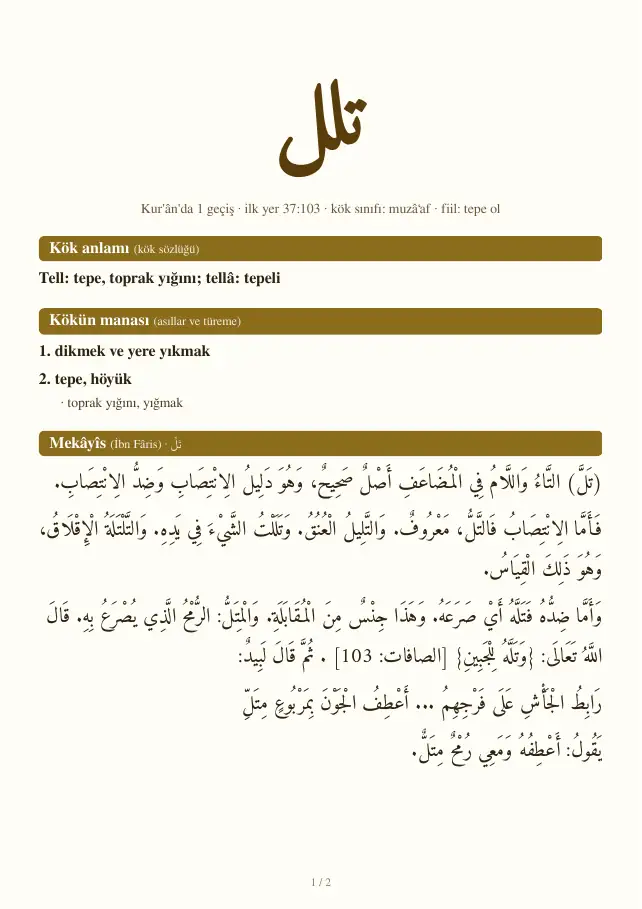 تلل
Kur'ân'da 1 geçiş · ilk yer 37:103 · kök sınıfı: muzâ'af · fiil: tepe ol
Kök anlamı (kök sözlüğü)
Tell: tepe, toprak yığını; tellâ: tepeli
Kökün manası (asıllar ve türeme)
1. dikmek ve yere yıkmak
2. tepe, höyük
· toprak yığını, yığmak
Mekâyîs (İbn Fâris) · تَلَّ
(تَلَّ) التَّاءُ وَاللَّامُ فِي الْمُضَاعَفِ أَصْلٌ صَحِيحٌ، وَهُوَ دَلِيلُ الِانْتِصَابِ وَضِدُّ الِانْتِصَابِ.
فَأَمَّا الِانْتِصَابُ فَالتَّلُّ، مَعْرُوفٌ. وَالتَّلِيلُ الْعُنُقُ. وَتَلَلْتُ الشَّيْءَ فِي يَدِهِ. وَالتَّلْتَلَةُ الْإِقْلَاقُ،
وَهُوَ ذَلِكَ الْقِيَاسُ.
وَأَمَّا ضِدُّهُ فَتَلَّهُ أَيْ صَرَعَهُ. وَهَذَا جِنْسٌ مِنَ الْمُقَابَلَةِ. وَالْمِتَلُّ: الرُّمْحُ الَّذِي يُصْرَعُ بِهِ. قَالَ
اللَّهُ تَعَالَى: {وَتَلَّهُ لِلْجَبِينِ} [الصافات: 103] . ثُمَّ قَالَ لَبِيدٌ:
رَابِطُ الْجَأْشِ عَلَى فَرْجِهِمُ ... أَعْطِفُ الْجَوْنَ بِمَرْبُوعٍ مِتَلِّ
يَقُولُ: أَعْطِفُهُ وَمَعِي رُمْحٌ مِتَلٌّ.
1 / 2